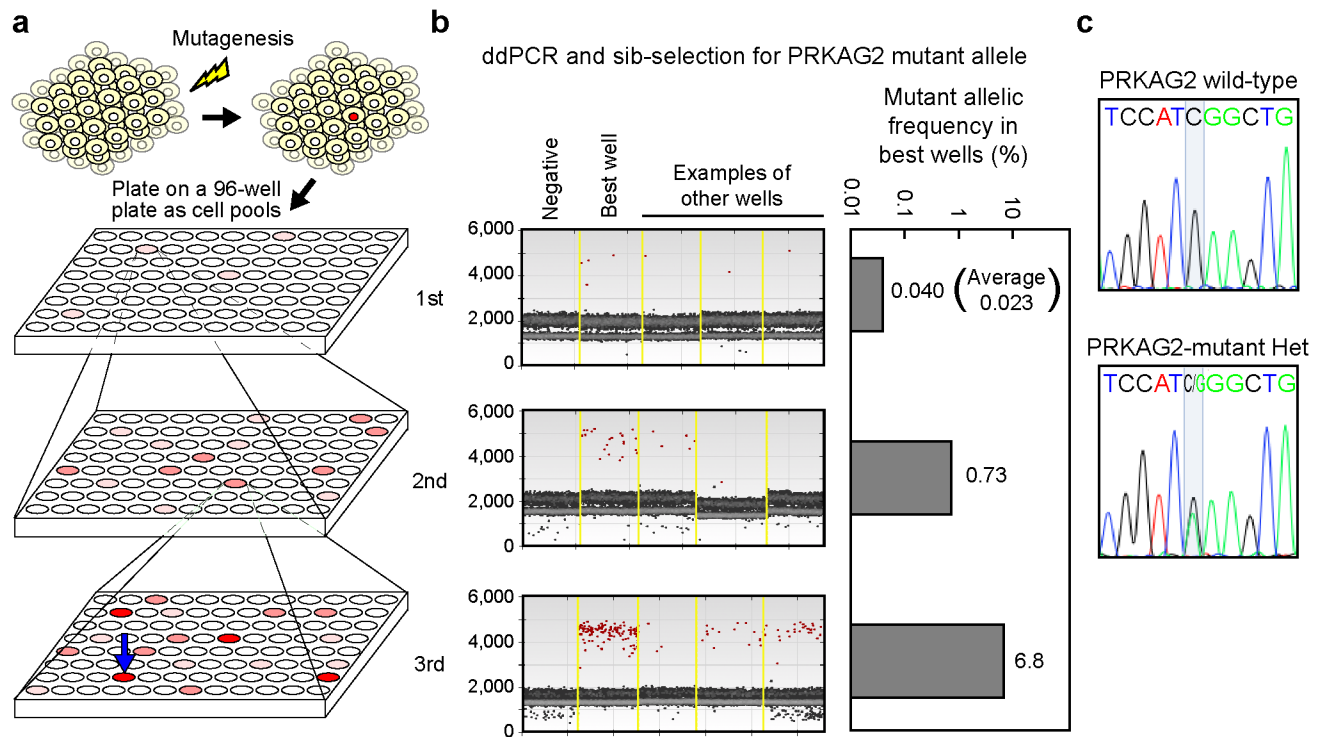 a
Mutagenesis
Plate on a 96-well
plate as cell pools
1st
2nd
3rd
b
ddPCR and sib-selection for PRKAG2 mutant allele
Negative
Best well
Examples of
other wells
6,000
4,000
2,000
0
6,000
4,000
2,000
0
6,000
4,000
2,000
0
Mutant allelic
frequency in
best wells (%)
0.01
0.1
1
10
0.040 (Average 0.023)
0.73
6.8
c
PRKAG2 wild-type
TCCATCGGCTG
PRKAG2-mutant Het
TCCATC/GGGCTG